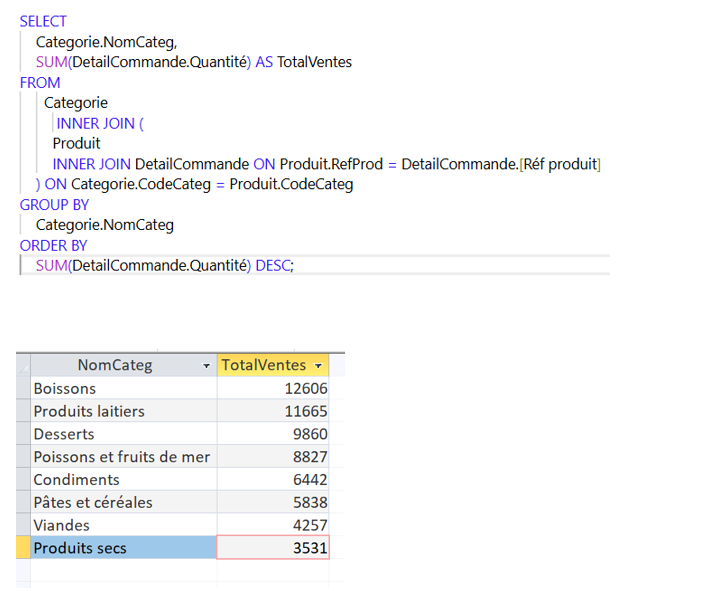 SELECT
Categorie.NomCateg,
SUM(DetailCommande.Quantité) AS TotalVentes
FROM
Categorie
INNER JOIN (
Produit
INNER JOIN DetailCommande ON Produit.RefProd = DetailCommande.[Réf produit]
) ON Categorie.CodeCateg = Produit.CodeCateg
GROUP BY
Categorie.NomCateg
ORDER BY
SUM(DetailCommande.Quantité) DESC;
NomCateg TotalVentes
Boissons 12606
Produits laitiers 11665
Desserts 9860
Poissons et fruits de mer 8827
Condiments 6442
Pâtes et céréales 5838
Viandes 4257
Produits secs 3531